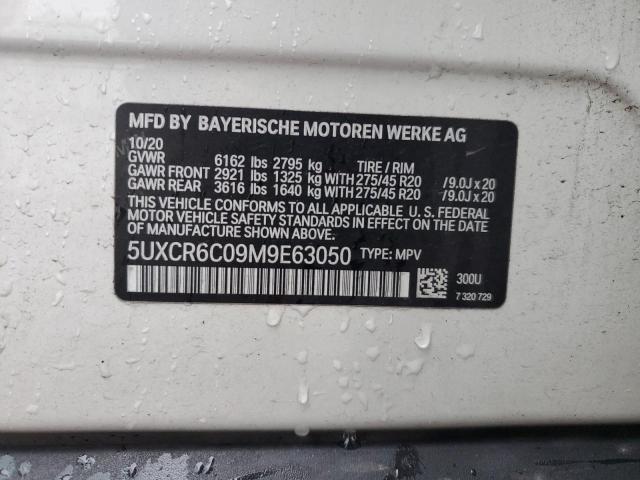 MFD BY BAYERISCHE MOTOREN WERKE AG
10/20
GVWR 6162 lbs 2795 kg TIRE / RIM
GAWR FRONT 2921 lbs 1325 kg WITH 275/45 R20 /9.0J x 20
GAWR REAR 3616 lbs 1640 kg WITH 275/45 R20 /9.0J x 20
THIS VEHICLE CONFORMS TO ALL APPLICABLE U. S. FEDERAL
MOTOR VEHICLE SAFETY STANDARDS IN EFFECT ON THE DATE
OF MANUFACTURE.
5UXCR6C09M9E63050 TYPE: MPV
300U
7 320 729